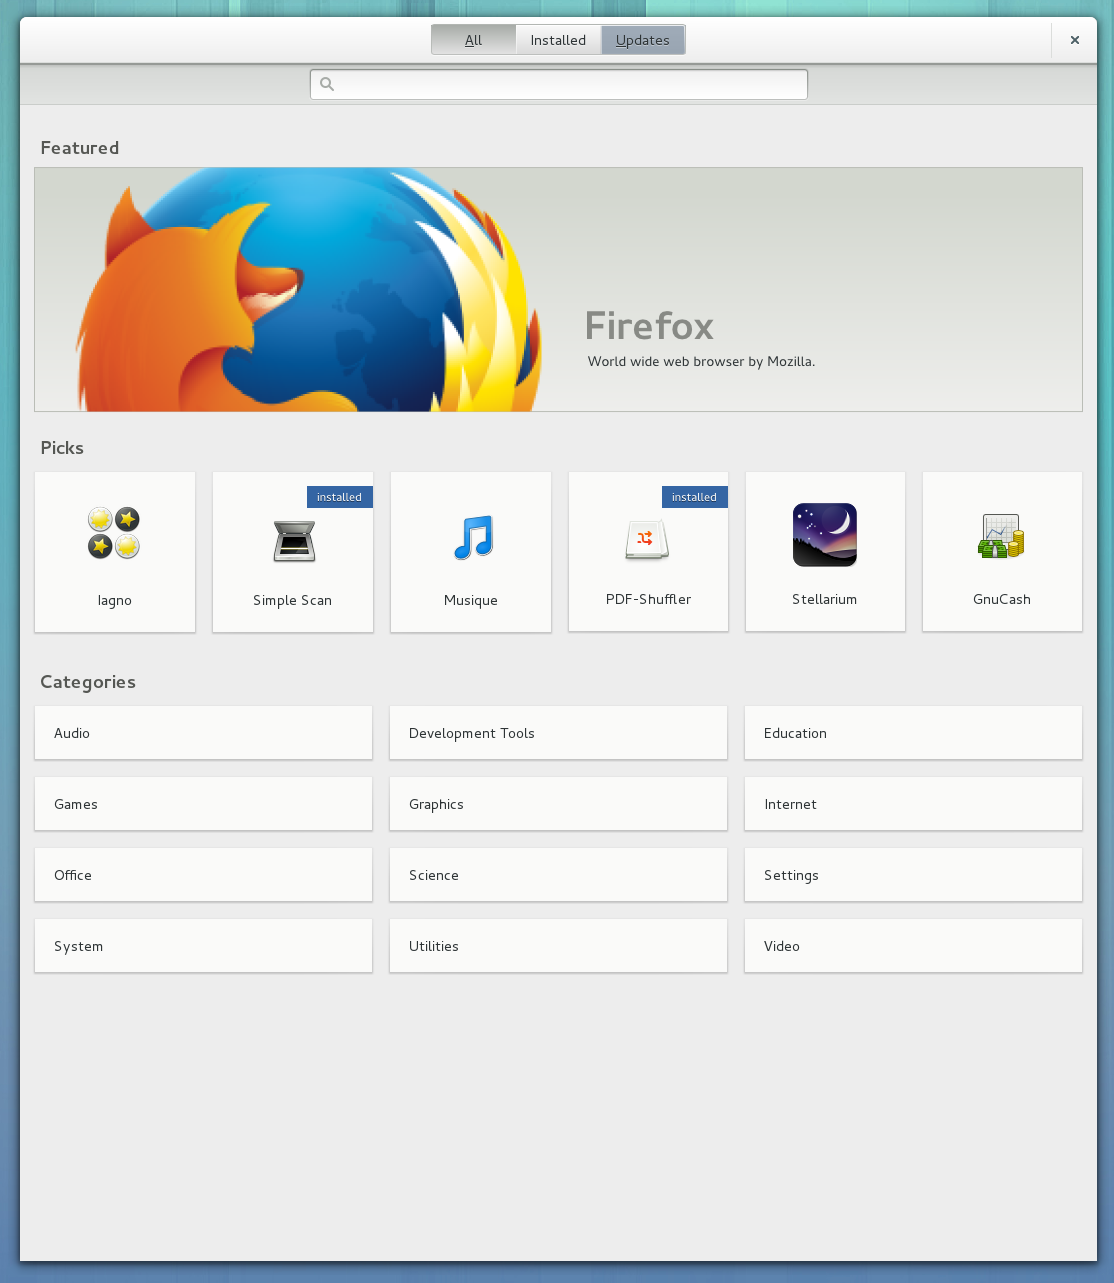 All Installed Updates
Featured
Firefox
World wide web browser by Mozilla.
Picks
installed installed
Iagno Simple Scan Musique PDF-Shuffler Stellarium GnuCash
Categories
Audio Development Tools Education
Games Graphics Internet
Office Science Settings
System Utilities Video